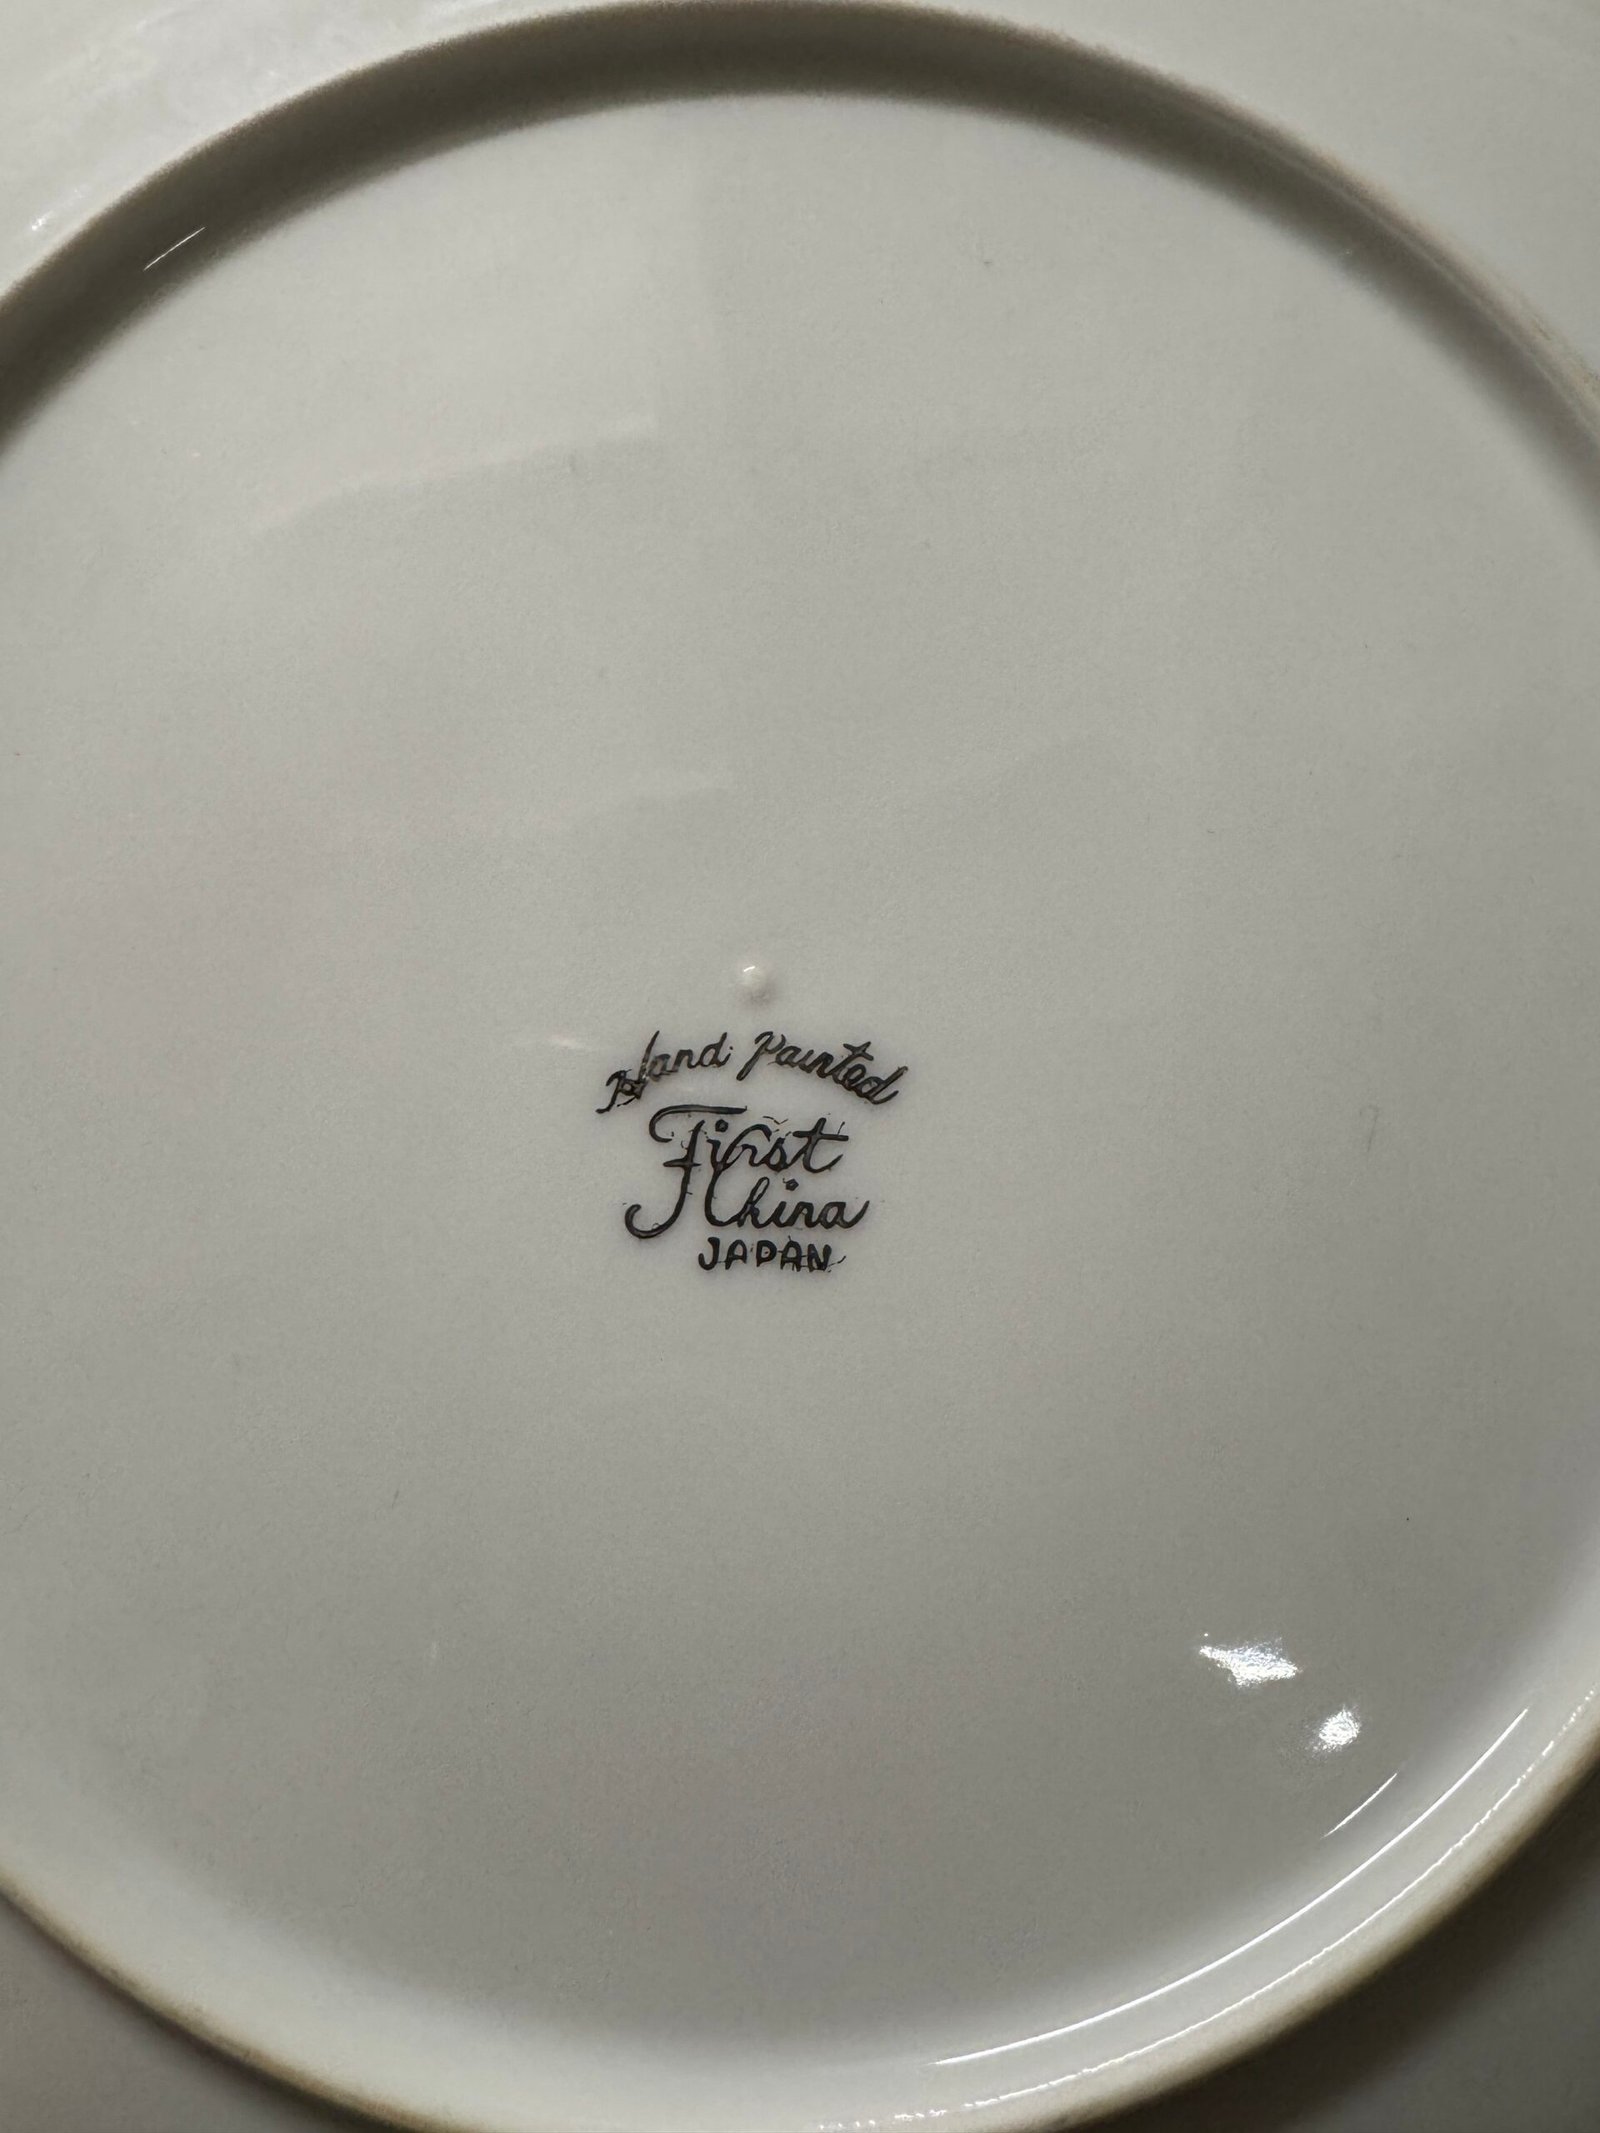 Hand Painted
First
China
JAPAN